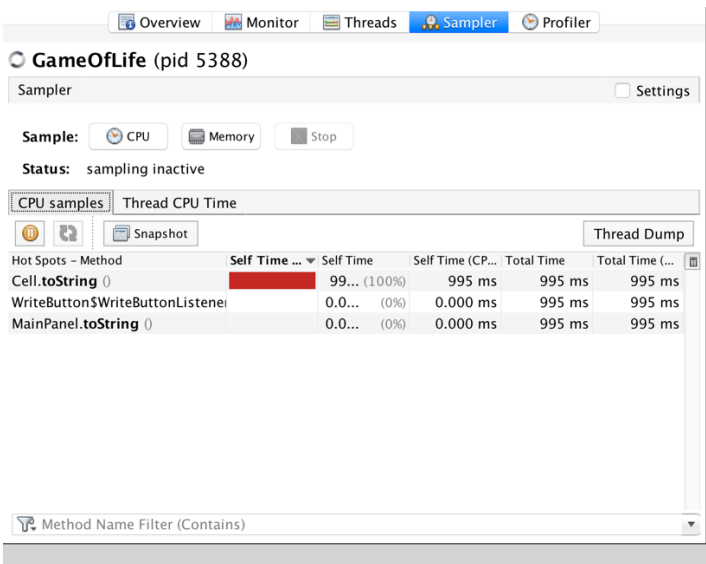 Overview Monitor Threads Sampler Profiler
GameOfLife (pid 5388)
Sampler Settings
Sample: CPU Memory Stop
Status: sampling inactive
CPU samples Thread CPU Time
Snapshot Thread Dump
Hot Spots – Method Self Time ... Self Time Self Time (CP... Total Time Total Time (...
Cell.toString () 99... (100%) 995 ms 995 ms 995 ms
WriteButton$WriteButtonListener 0.0... (0%) 0.000 ms 995 ms 995 ms
MainPanel.toString () 0.0... (0%) 0.000 ms 995 ms 995 ms
Method Name Filter (Contains)